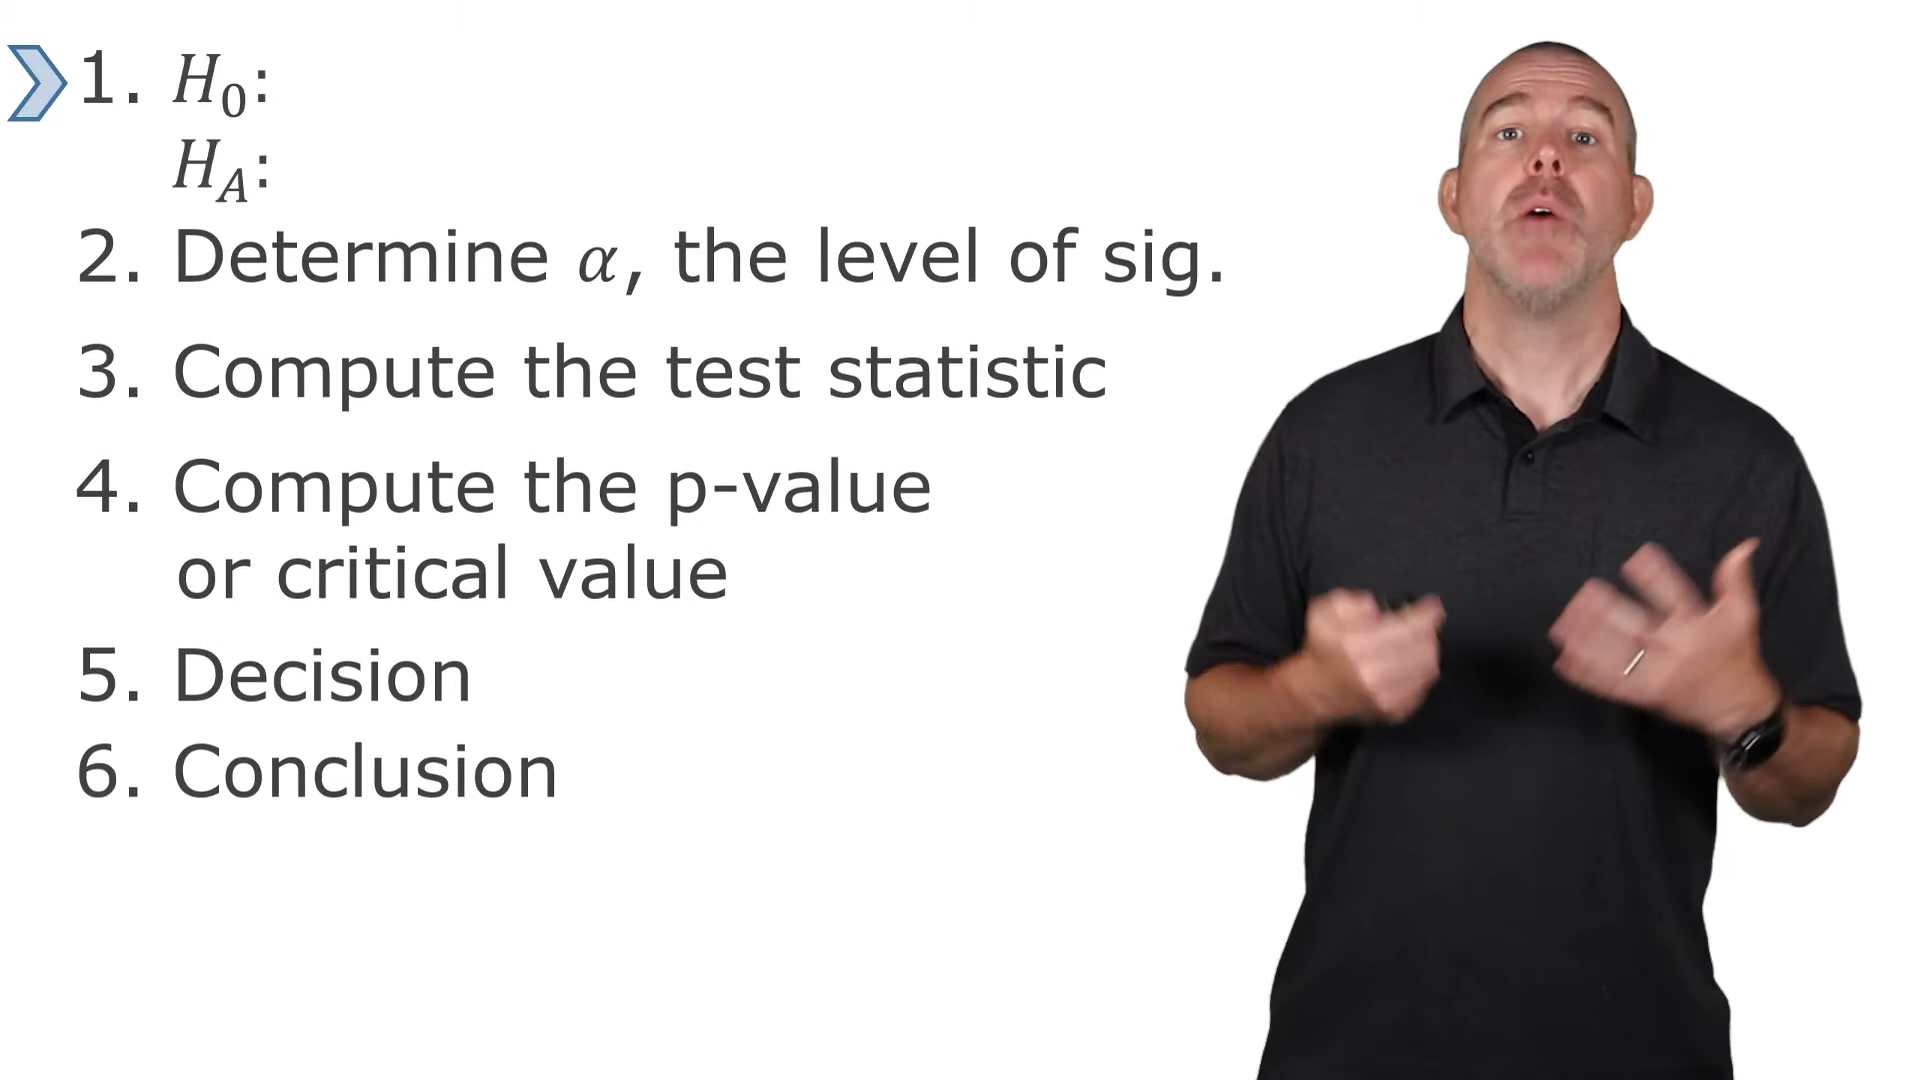 1. H₀:
H_A:
2. Determine α, the level of sig.
3. Compute the test statistic
4. Compute the p-value
or critical value
5. Decision
6. Conclusion